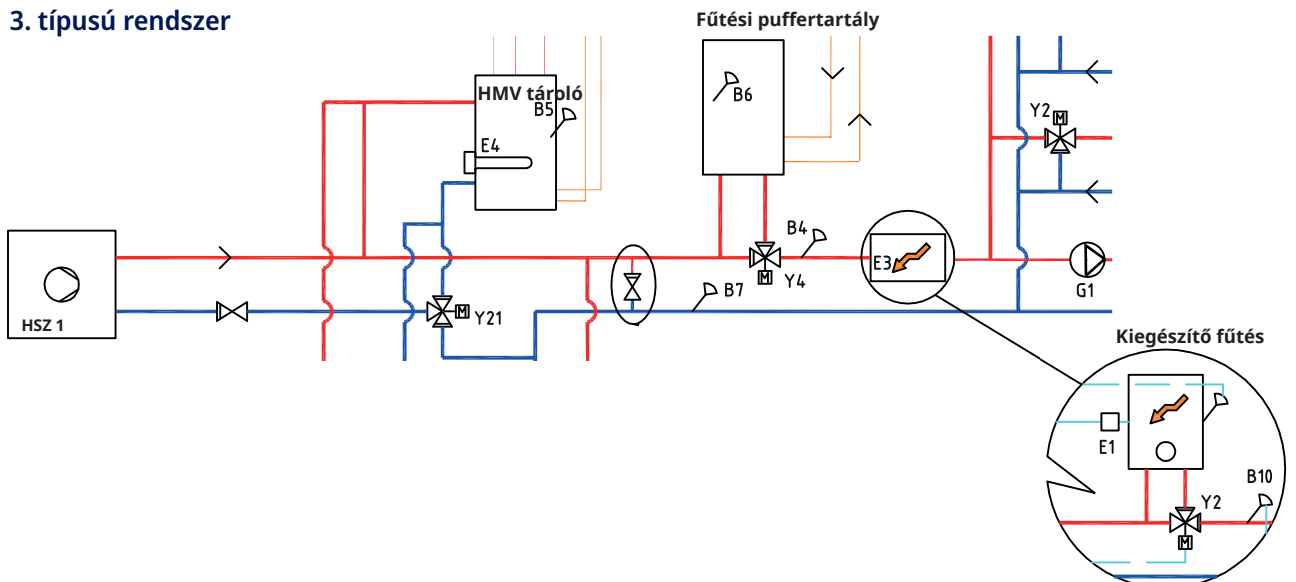 3. típusú rendszer
Fűtési puffertartály
HMV tároló
B5
B6
E4
Y2
B4
E3
Y4
B7
G1
Y21
HSZ 1
Kiegészítő fűtés
E1
B10
Y2
M
M
M
M